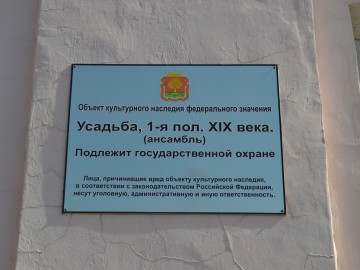 Объект культурного наследия федерального значения
Усадьба, 1-я пол. XIX века.
(ансамбль)
Подлежит государственной охране
Лица, причинившие вред объекту культурного наследия,
в соответствии с законодательством Российской Федерации,
несут уголовную, административную и иную ответственность.